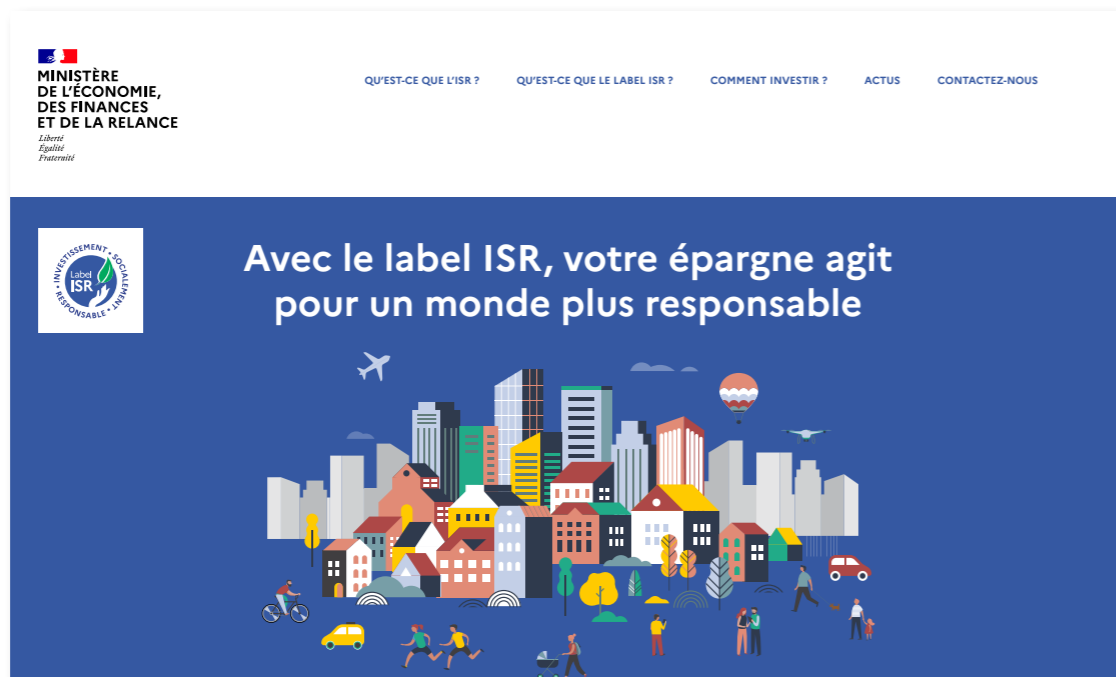 MINISTÈRE
DE L'ÉCONOMIE,
DES FINANCES
ET DE LA RELANCE
Liberté
Égalité
Fraternité
QU'EST-CE QUE L'ISR ?
QU'EST-CE QUE LE LABEL ISR ?
COMMENT INVESTIR ?
ACTUS
CONTACTEZ-NOUS
INVESTISSEMENT • SOCIALEMENT • RESPONSABLE •
Label
ISR
Avec le label ISR, votre épargne agit
pour un monde plus responsable